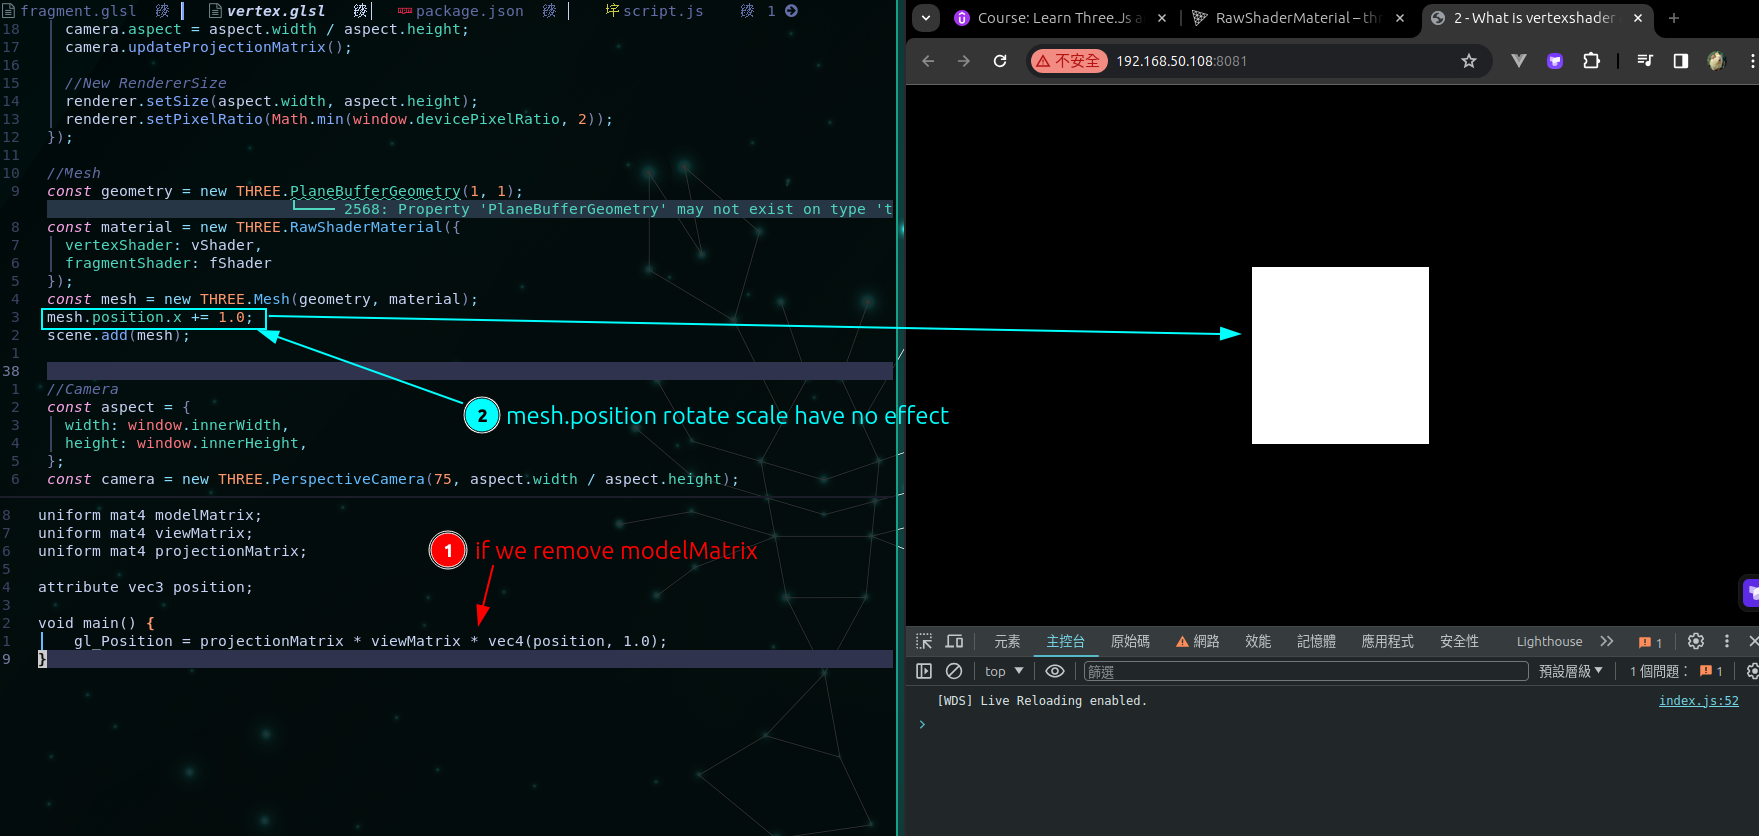 fragment.glsl
vertex.glsl
package.json
script.js
1
18 camera.aspect = aspect.width / aspect.height;
17 camera.updateProjectionMatrix();
16
15 //New RendererSize
14 renderer.setSize(aspect.width, aspect.height);
13 renderer.setPixelRatio(Math.min(window.devicePixelRatio, 2));
12 });
11
10 //Mesh
9 const geometry = new THREE.PlaneBufferGeometry(1, 1);
2568: Property 'PlaneBufferGeometry' may not exist on type 't
8 const material = new THREE.RawShaderMaterial({
7 vertexShader: vShader,
6 fragmentShader: fShader
5 });
4 const mesh = new THREE.Mesh(geometry, material);
3 mesh.position.x += 1.0;
2 scene.add(mesh);
1
38
1 //Camera
2 const aspect = {
3 width: window.innerWidth,
4 height: window.innerHeight,
5 };
6 const camera = new THREE.PerspectiveCamera(75, aspect.width / aspect.height);
2 mesh.position rotate scale have no effect
8 uniform mat4 modelMatrix;
7 uniform mat4 viewMatrix;
6 uniform mat4 projectionMatrix;
5
4 attribute vec3 position;
3
2 void main() {
1 gl_Position = projectionMatrix * viewMatrix * vec4(position, 1.0);
9 }
1 if we remove modelMatrix
Course: Learn Three.Js a
RawShaderMaterial – thr
2 - What is vertexshader
不安全 192.168.50.108:8081
元素 主控台 原始碼 網路 效能 記憶體 應用程式 安全性 Lighthouse 1
top 篩選 預設層級 1 個問題： 1
[WDS] Live Reloading enabled. index.js:52